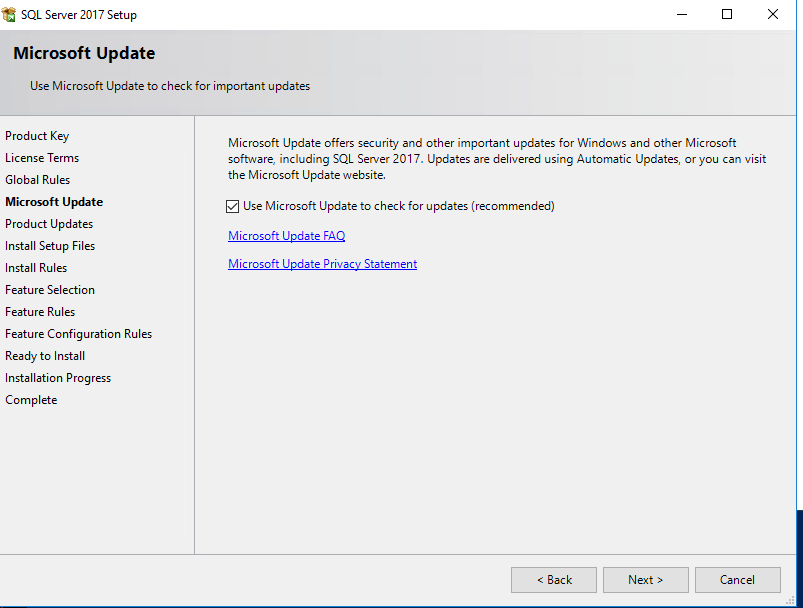 SQL Server 2017 Setup
Microsoft Update
Use Microsoft Update to check for important updates
Product Key
License Terms
Global Rules
Microsoft Update
Product Updates
Install Setup Files
Install Rules
Feature Selection
Feature Rules
Feature Configuration Rules
Ready to Install
Installation Progress
Complete
Microsoft Update offers security and other important updates for Windows and other Microsoft
software, including SQL Server 2017. Updates are delivered using Automatic Updates, or you can visit
the Microsoft Update website.
Use Microsoft Update to check for updates (recommended)
Microsoft Update FAQ
Microsoft Update Privacy Statement
< Back
Next >
Cancel